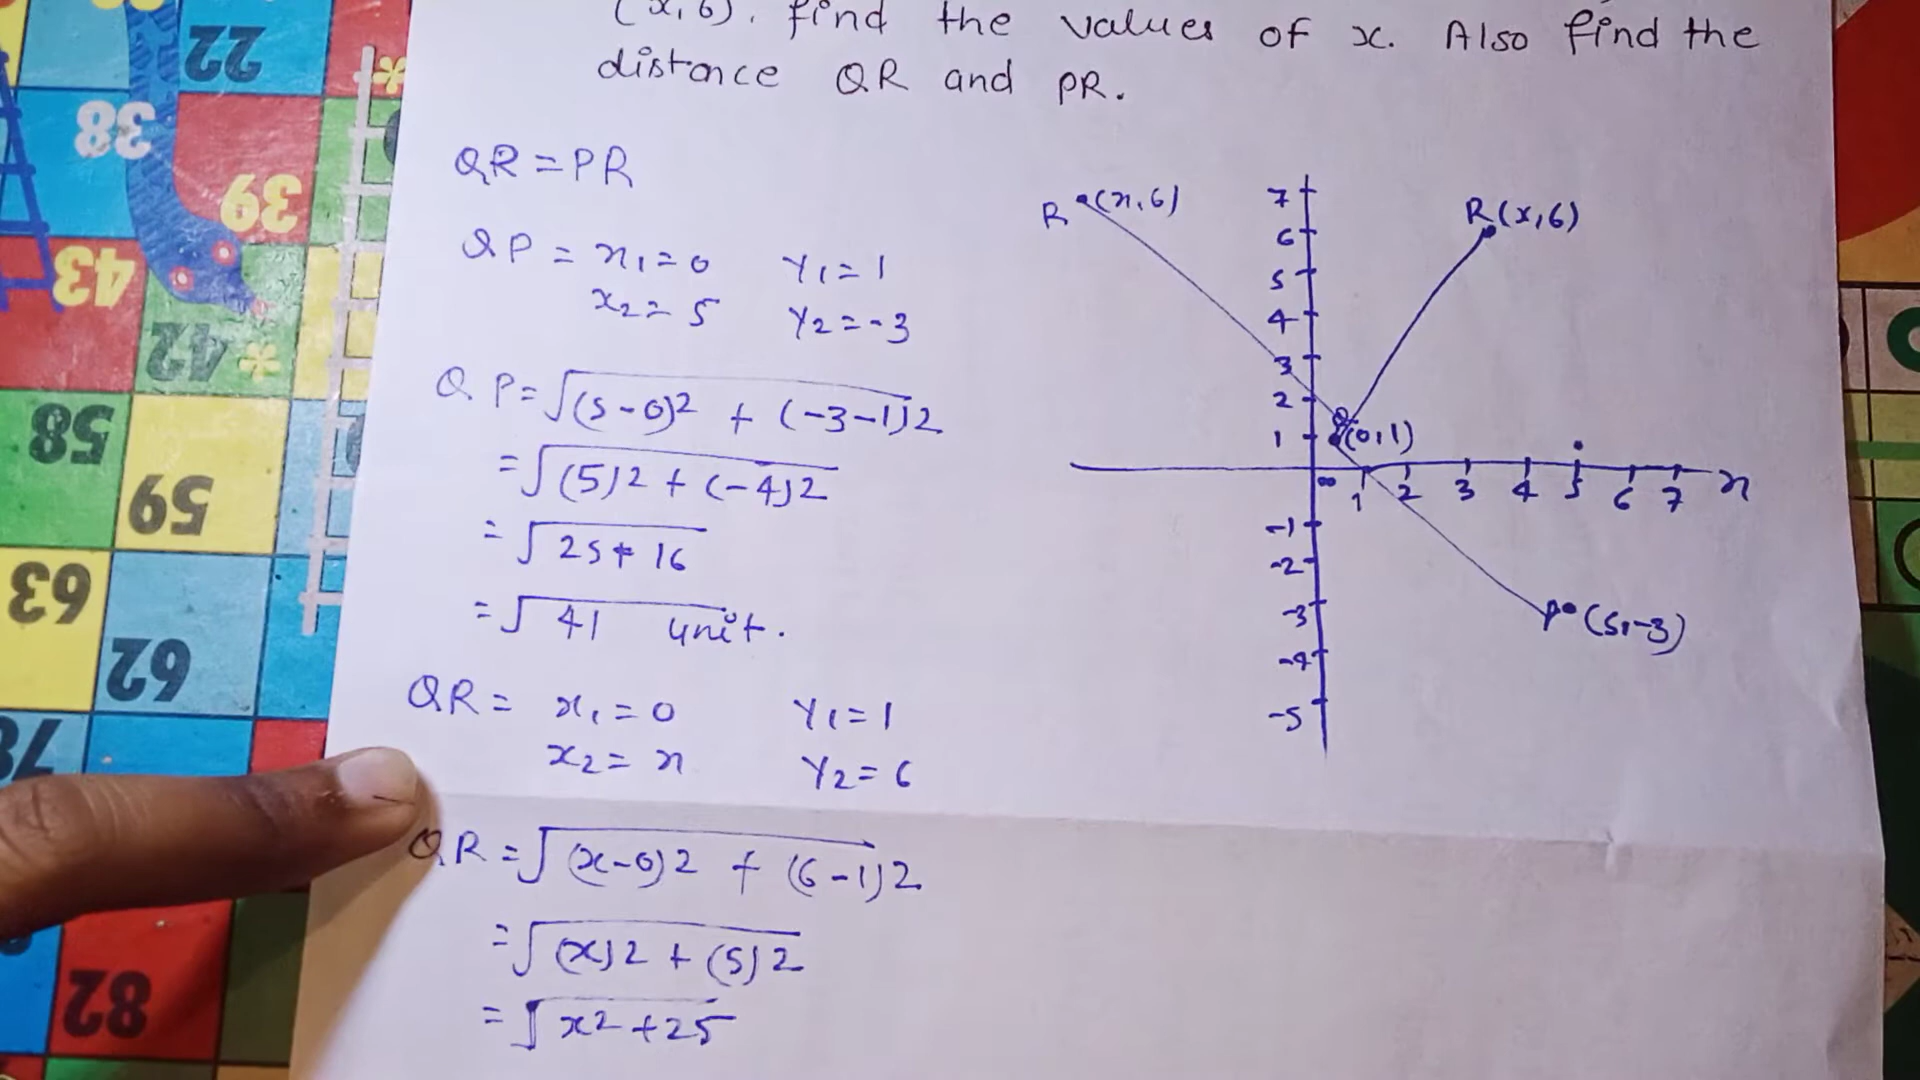 (x, 6). find the values of x. Also find the
distance QR and PR.
QR = PR
QP = x1 = 0 Y1 = 1
x2 = 5 Y2 = -3
QP = √(5-0)2 + (-3-1)2
= √(5)2 + (-4)2
= √25+16
= √41 unit.
QR = x1 = 0 Y1 = 1
x2 = x Y2 = 6
QR = √(x-0)2 + (6-1)2
= √(x)2 + (5)2
= √x2 + 25
R (x, 6)
R (x, 6)
7
6
5
4
3
2
1
Q (0, 1)
1 2 3 4 5 6 7 x
-1
-2
-3
-4
-5
P (5, -3)
22
38
39
43
42
58
59
63
62
78
82